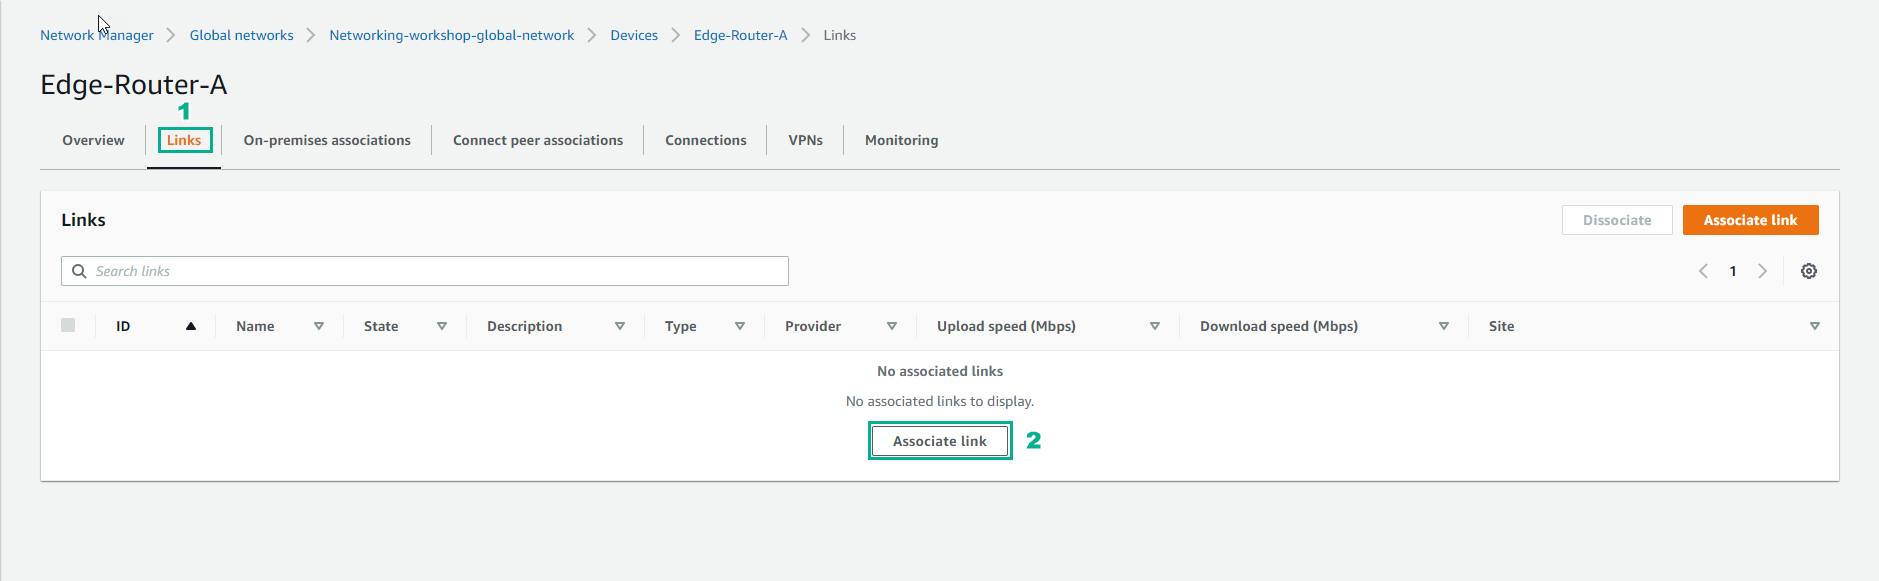 Network Manager > Global networks > Networking-workshop-global-network > Devices > Edge-Router-A > Links
Edge-Router-A
1
Overview Links On-premises associations Connect peer associations Connections VPNs Monitoring
Links Dissociate Associate link
Search links 1
ID Name State Description Type Provider Upload speed (Mbps) Download speed (Mbps) Site
No associated links
No associated links to display.
Associate link 2